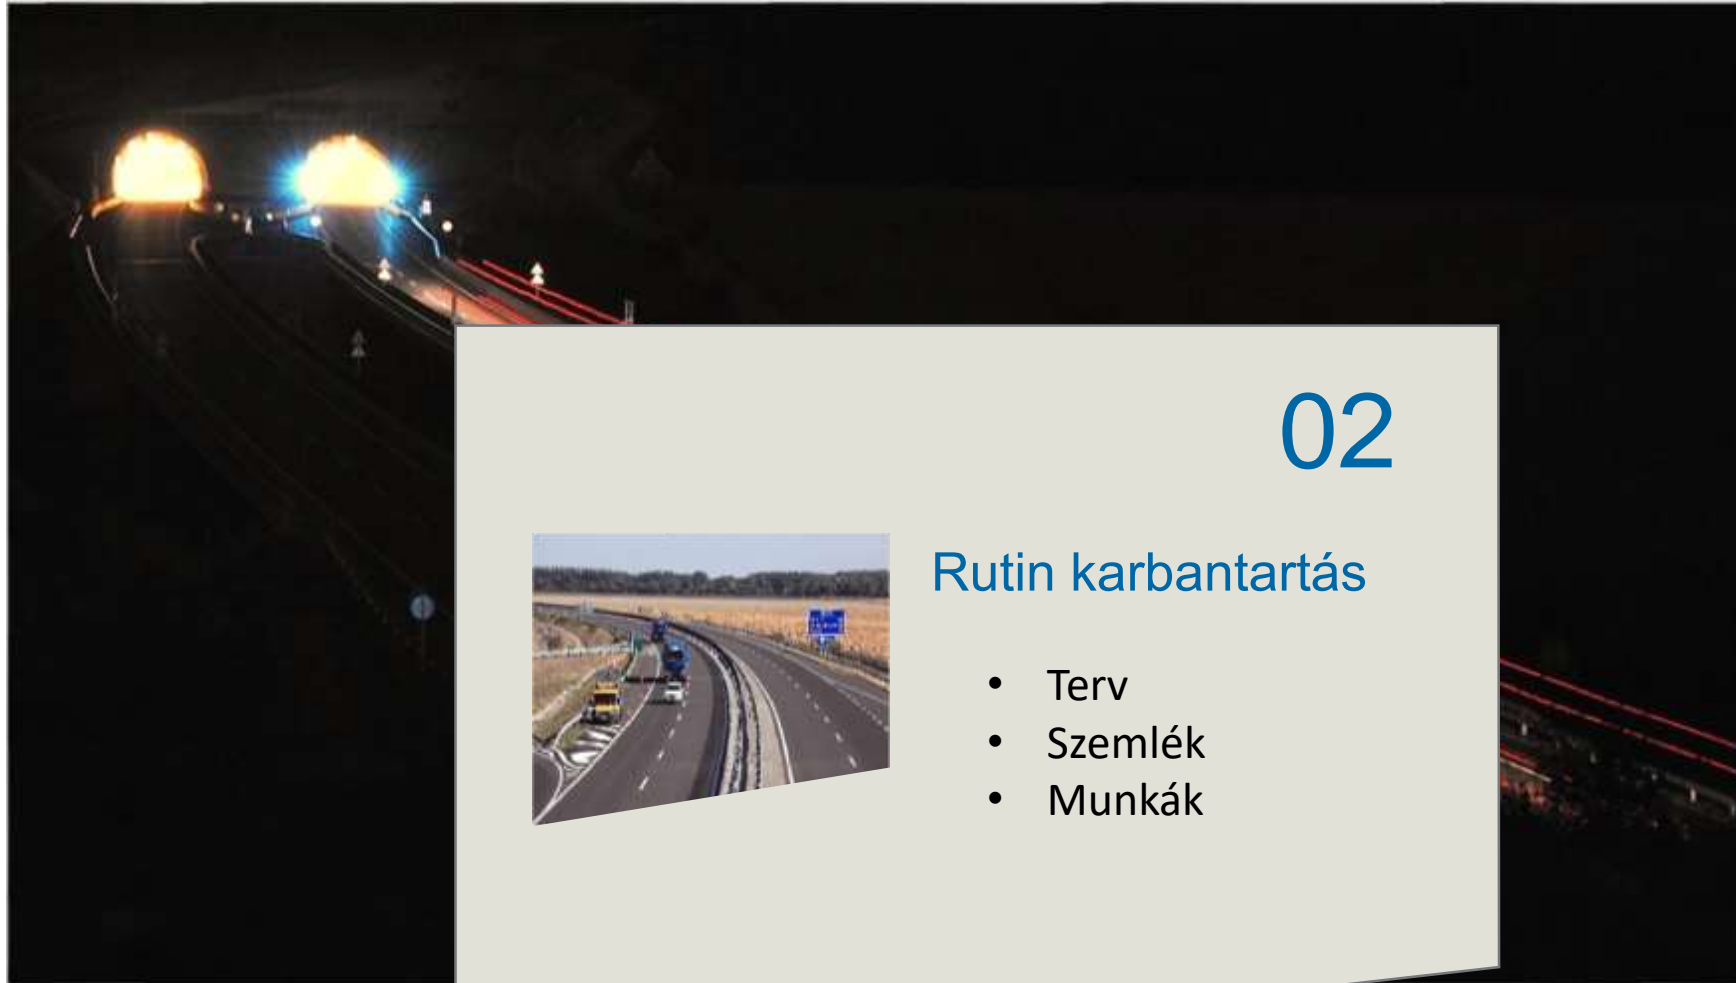 02
Rutin karbantartás
• Terv
• Szemlék
• Munkák